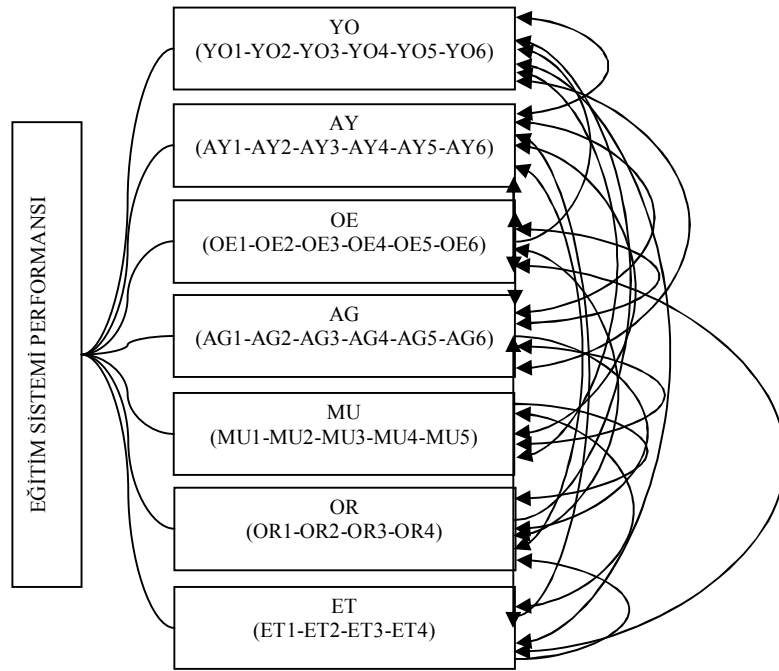 EĞİTİM SİSTEMİ PERFORMANSI
YO
(YO1-YO2-YO3-YO4-YO5-YO6)
AY
(AY1-AY2-AY3-AY4-AY5-AY6)
OE
(OE1-OE2-OE3-OE4-OE5-OE6)
AG
(AG1-AG2-AG3-AG4-AG5-AG6)
MU
(MU1-MU2-MU3-MU4-MU5)
OR
(OR1-OR2-OR3-OR4)
ET
(ET1-ET2-ET3-ET4)